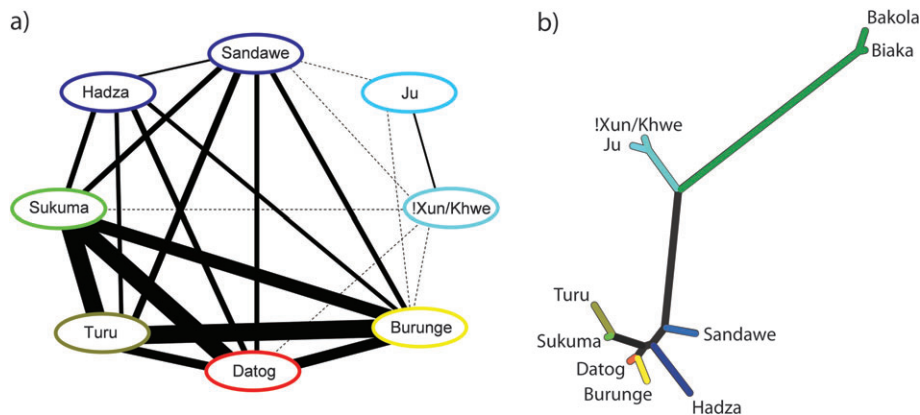 a)
Sandawe
Hadza
Ju
Sukuma
!Xun/Khwe
Turu
Burunge
Datog
b)
Bakola
Biaka
!Xun/Khwe
Ju
Turu
Sukuma
Sandawe
Datog
Burunge
Hadza